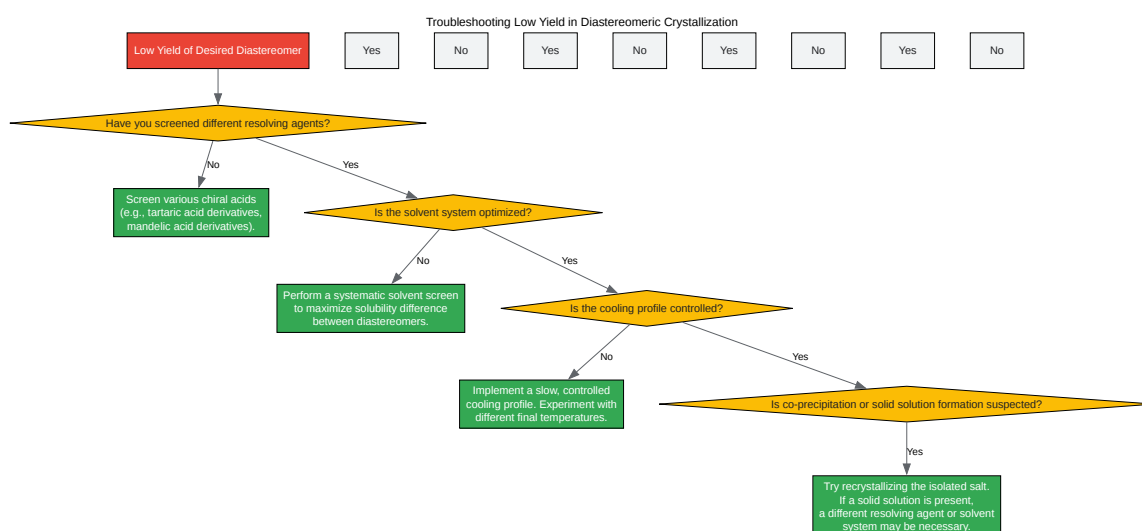 Troubleshooting Low Yield in Diastereomeric Crystallization
Low Yield of Desired Diastereomer
Yes
No
Yes
No
Yes
No
Yes
No
Have you screened different resolving agents?
No
Yes
Screen various chiral acids
(e.g., tartaric acid derivatives,
mandelic acid derivatives).
Is the solvent system optimized?
No
Yes
Perform a systematic solvent screen
to maximize solubility difference
between diastereomers.
Is the cooling profile controlled?
No
Yes
Implement a slow, controlled
cooling profile. Experiment with
different final temperatures.
Is co-precipitation or solid solution formation suspected?
Yes
Try recrystallizing the isolated salt.
If a solid solution is present,
a different resolving agent or solvent
system may be necessary.